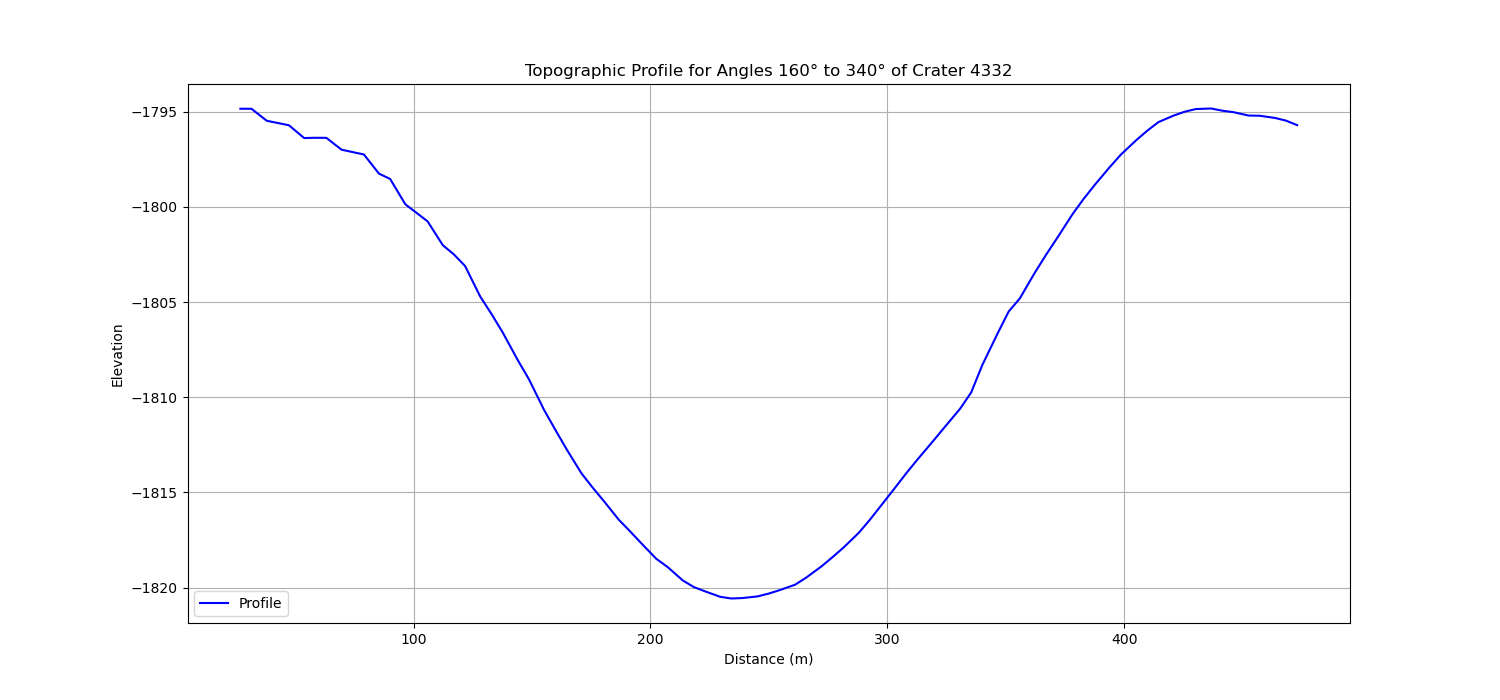 Topographic Profile for Angles 160° to 340° of Crater 4332
−1795
−1800
−1805
−1810
−1815
−1820
Elevation
Profile
100
200
300
400
Distance (m)